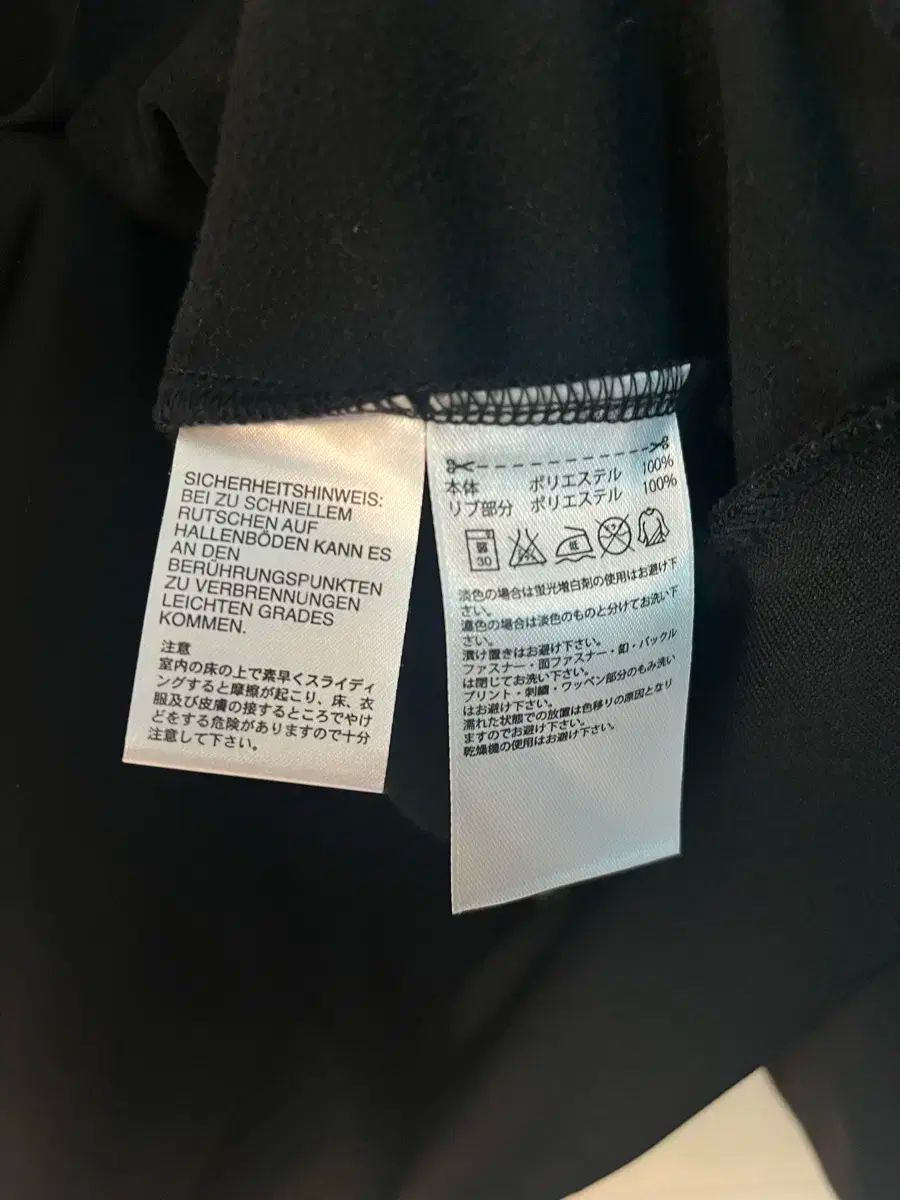 SICHERHEITSHINWEIS:
BEI ZU SCHNELLEM
RUTSCHEN AUF
HALLENBÖDEN KANN ES
AN DEN
BERÜHRUNGSPUNKTEN
ZU VERBRENNUNGEN
LEICHTEN GRADES
KOMMEN.
注意
室内の床の上で素早くスライディ
ングすると摩擦が起こり、床、衣
服及び皮膚の接するところでやけ
どをする危険がありますので十分
注意して下さい。
本体 ポリエステル 100%
リブ部分 ポリエステル 100%
弱 30 低
淡色の場合は蛍光増白剤の使用はお避け下
さい。
濃色の場合は淡色のものと分けてお洗い下
さい。
漬け置きはお避け下さい。
ファスナー・面ファスナー・釦・バックル
は閉じてお洗い下さい。
プリント・刺繍・ワッペン部分のもみ洗い
はお避け下さい。
濡れた状態での放置は色移りの原因となり
ますのでお避け下さい。
乾燥機の使用はお避け下さい。